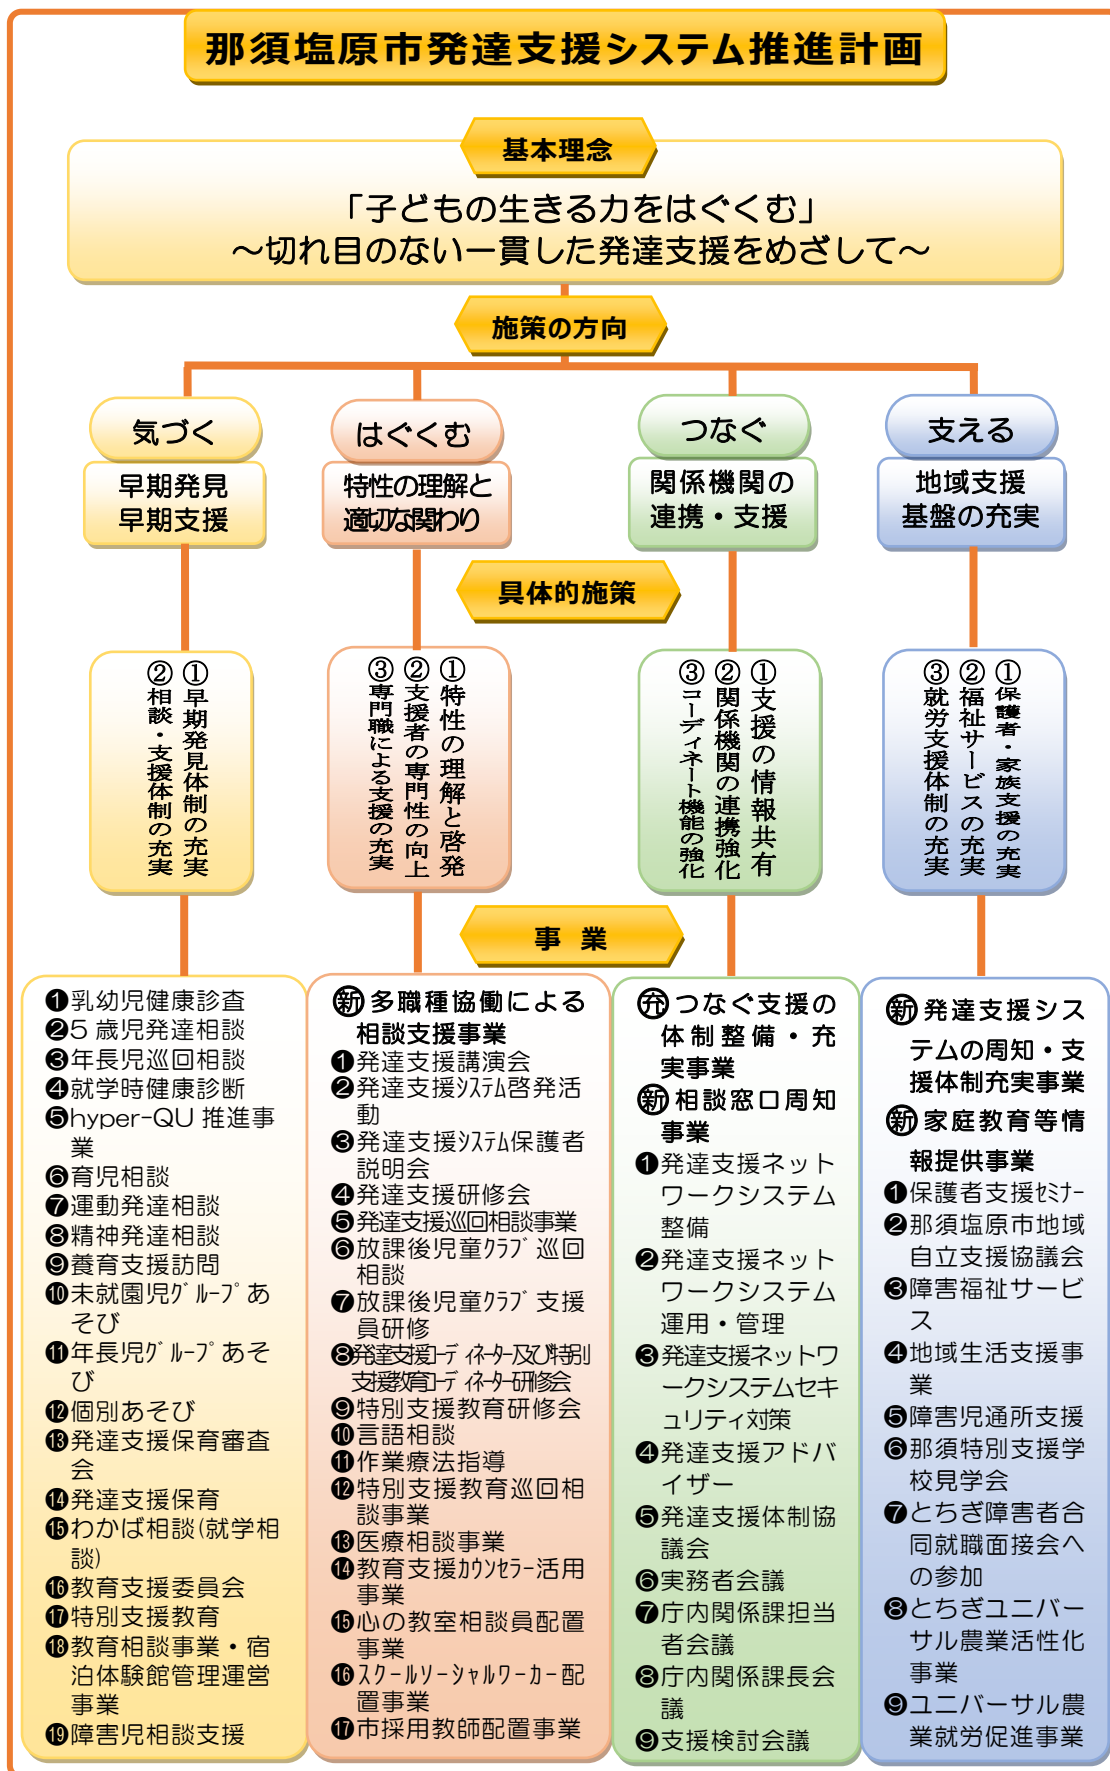 那須塩原市発達支援システム推進計画
基本理念
「子どもの生きる力をはぐくむ」
～切れ目のない一貫した発達支援をめざして～
施策の方向
気づく
早期発見
早期支援
はぐくむ
特性の理解と
適切な関わり
つなぐ
関係機関の
連携・支援
支える
地域支援
基盤の充実
具体的施策
①早期発見体制の充実
②相談・支援体制の充実
①特性の理解と啓発
②支援者の専門性の向上
③専門職による支援の充実
①支援の情報共有
②関係機関の連携強化
③コーディネート機能の強化
①保護者・家族支援の充実
②福祉サービスの充実
③就労支援体制の充実
事 業
❶乳幼児健康診査
❷5 歳児発達相談
❸年長児巡回相談
❹就学時健康診断
❺hyper-QU 推進事
業
❻育児相談
❼運動発達相談
❽精神発達相談
❾養育支援訪問
❿未就園児ｸﾞﾙｰﾌﾟあ
そび
⓫年長児ｸﾞﾙｰﾌﾟあそ
び
⓬個別あそび
⓭発達支援保育審査
会
⓮発達支援保育
⓯わかば相談(就学相
談)
⓰教育支援委員会
⓱特別支援教育
⓲教育相談事業・宿
泊体験館管理運営
事業
⓳障害児相談支援
㊟新 多職種協働による
相談支援事業
❶発達支援講演会
❷発達支援ｼｽﾃﾑ啓発活
動
❸発達支援ｼｽﾃﾑ保護者
説明会
❹発達支援研修会
❺発達支援巡回相談事業
❻放課後児童ｸﾗﾌﾞ巡回
相談
❼放課後児童ｸﾗﾌﾞ支援
員研修
❽発達支援ｺｰﾃﾞｨﾈｰﾀｰ及び特別
支援教育ｺｰﾃﾞｨﾈｰﾀｰ研修会
❾特別支援教育研修会
❿言語相談
⓫作業療法指導
⓬特別支援教育巡回相
談事業
⓭医療相談事業
⓮教育支援ｶｳﾝｾﾗｰ活用
事業
⓯心の教室相談員配置
事業
⓰ｽｸｰﾙｿｰｼｬﾙﾜｰｶｰ配
置事業
⓱市採用教師配置事業
充つなぐ支援の
体制整備・充
実事業
新相談窓口周知
事業
❶発達支援ネット
ワークシステム
整備
❷発達支援ネット
ワークシステム
運用・管理
❸発達支援ネットワ
ークシステムセキ
ュリティ対策
❹発達支援アドバ
イザー
❺発達支援体制協
議会
❻実務者会議
❼庁内関係課担当
者会議
❽庁内関係課長会
議
❾支援検討会議
新発達支援シス
テムの周知・支
援体制充実事業
新家庭教育等情
報提供事業
❶保護者支援ｾﾐﾅｰ
❷那須塩原市地域
自立支援協議会
❸障害福祉サービ
ス
❹地域生活支援事
業
❺障害児通所支援
❻那須特別支援学
校見学会
❼とちぎ障害者合
同就職面接会へ
の参加
❽とちぎユニバー
サル農業活性化
事業
❾ユニバーサル農
業就労促進事業